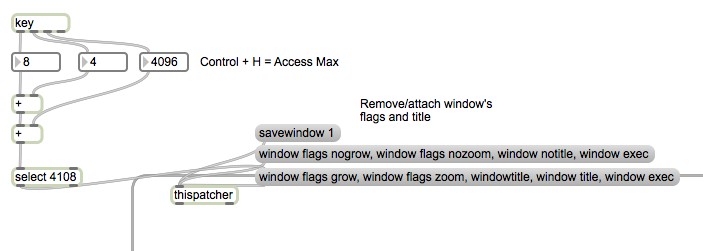 key
8
4
4096
Control + H = Access Max
+
Remove/attach window's
flags and title
+
savewindow 1
window flags nogrow, window flags nozoom, window notitle, window exec
select 4108
window flags grow, window flags zoom, windowtitle, window title, window exec
thispatcher